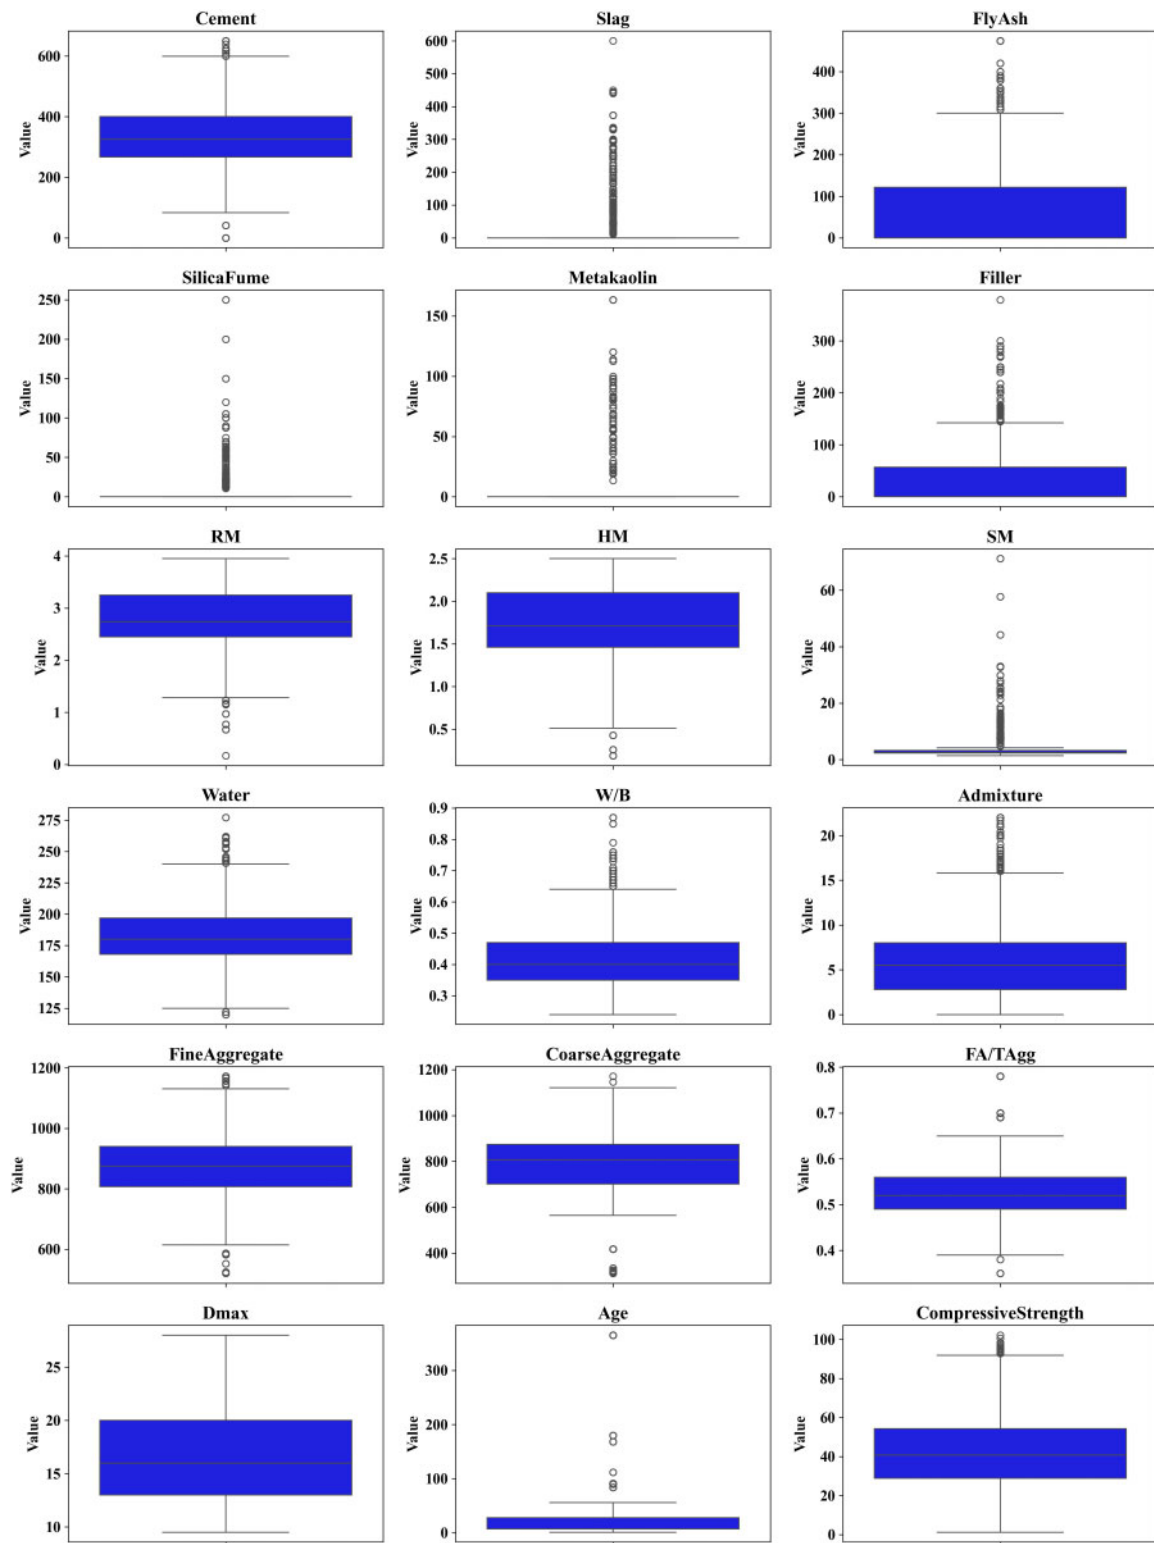 Cement Slag FlyAsh
600 400 200 0 Value
600 500 400 300 200 100 0 Value
400 300 200 100 0 Value
SilicaFume Metakaolin Filler
250 200 150 100 50 0 Value
150 100 50 0 Value
300 200 100 0 Value
RM HM SM
4 3 2 1 0 Value
2.5 2.0 1.5 1.0 0.5 Value
60 40 20 0 Value
Water W/B Admixture
275 250 225 200 175 150 125 Value
0.9 0.8 0.7 0.6 0.5 0.4 0.3 Value
20 15 10 5 0 Value
FineAggregate CoarseAggregate FA/TAgg
1200 1000 800 600 Value
1200 1000 800 600 400 Value
0.8 0.7 0.6 0.5 0.4 Value
Dmax Age CompressiveStrength
25 20 15 10 Value
300 200 100 0 Value
100 80 60 40 20 0 Value